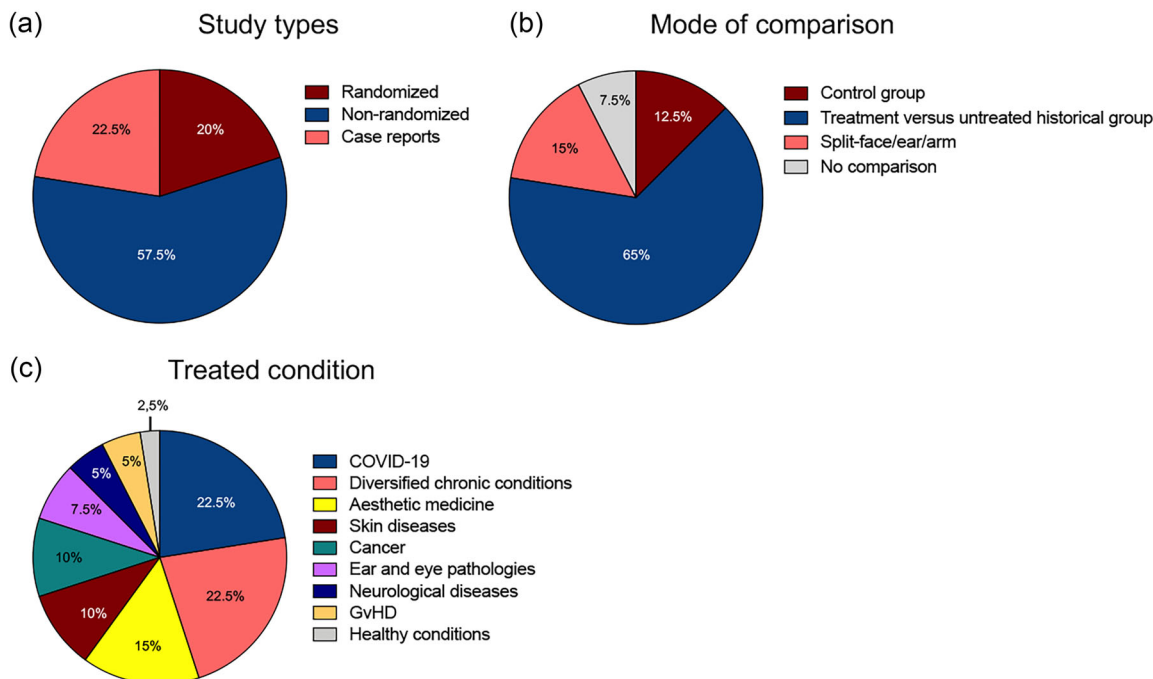 (a)
Study types
22.5%
20%
57.5%
Randomized
Non-randomized
Case reports
(b)
Mode of comparison
7.5%
12.5%
15%
65%
Control group
Treatment versus untreated historical group
Split-face/ear/arm
No comparison
(c)
Treated condition
2,5%
5%
5%
7.5%
22.5%
10%
22.5%
10%
15%
COVID-19
Diversified chronic conditions
Aesthetic medicine
Skin diseases
Cancer
Ear and eye pathologies
Neurological diseases
GvHD
Healthy conditions